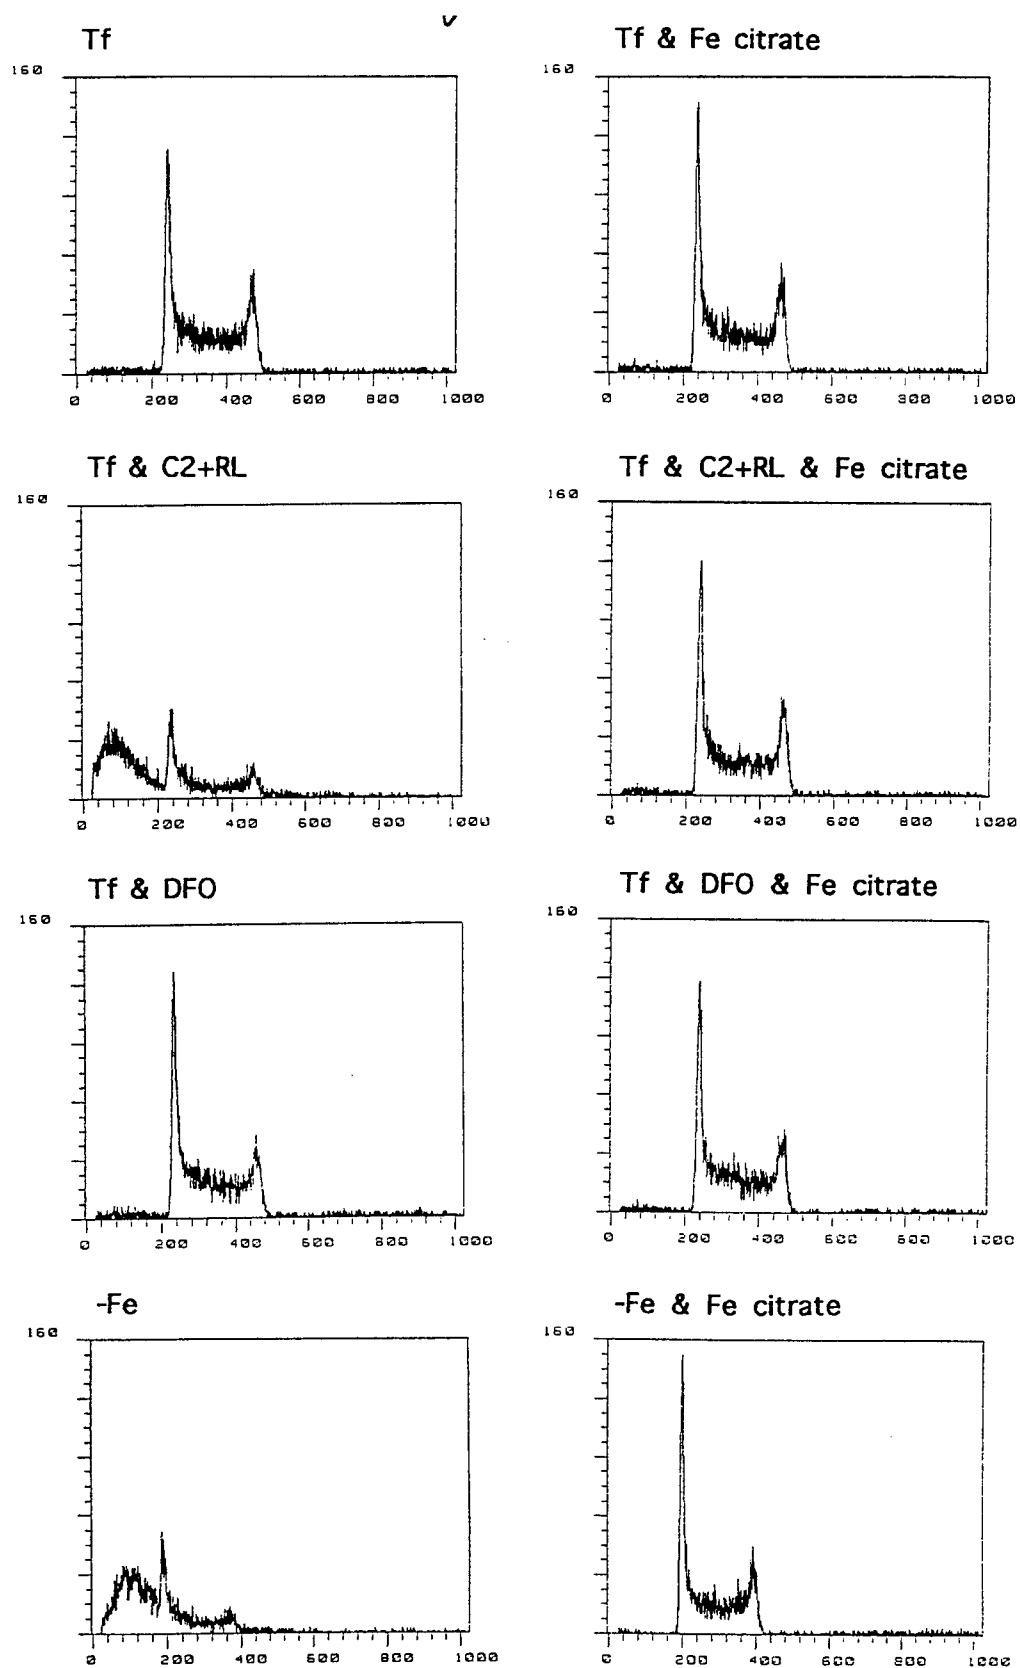 Tf
Tf & Fe citrate
160
160
0 200 400 600 800 1000
0 200 400 600 800 1000
Tf & C2+RL
Tf & C2+RL & Fe citrate
160
160
0 200 400 600 800 1000
0 200 400 600 800 1000
Tf & DFO
Tf & DFO & Fe citrate
160
160
0 200 400 600 800 1000
0 200 400 600 800 1000
-Fe
-Fe & Fe citrate
160
160
0 200 400 600 800 1000
0 200 400 600 800 1000